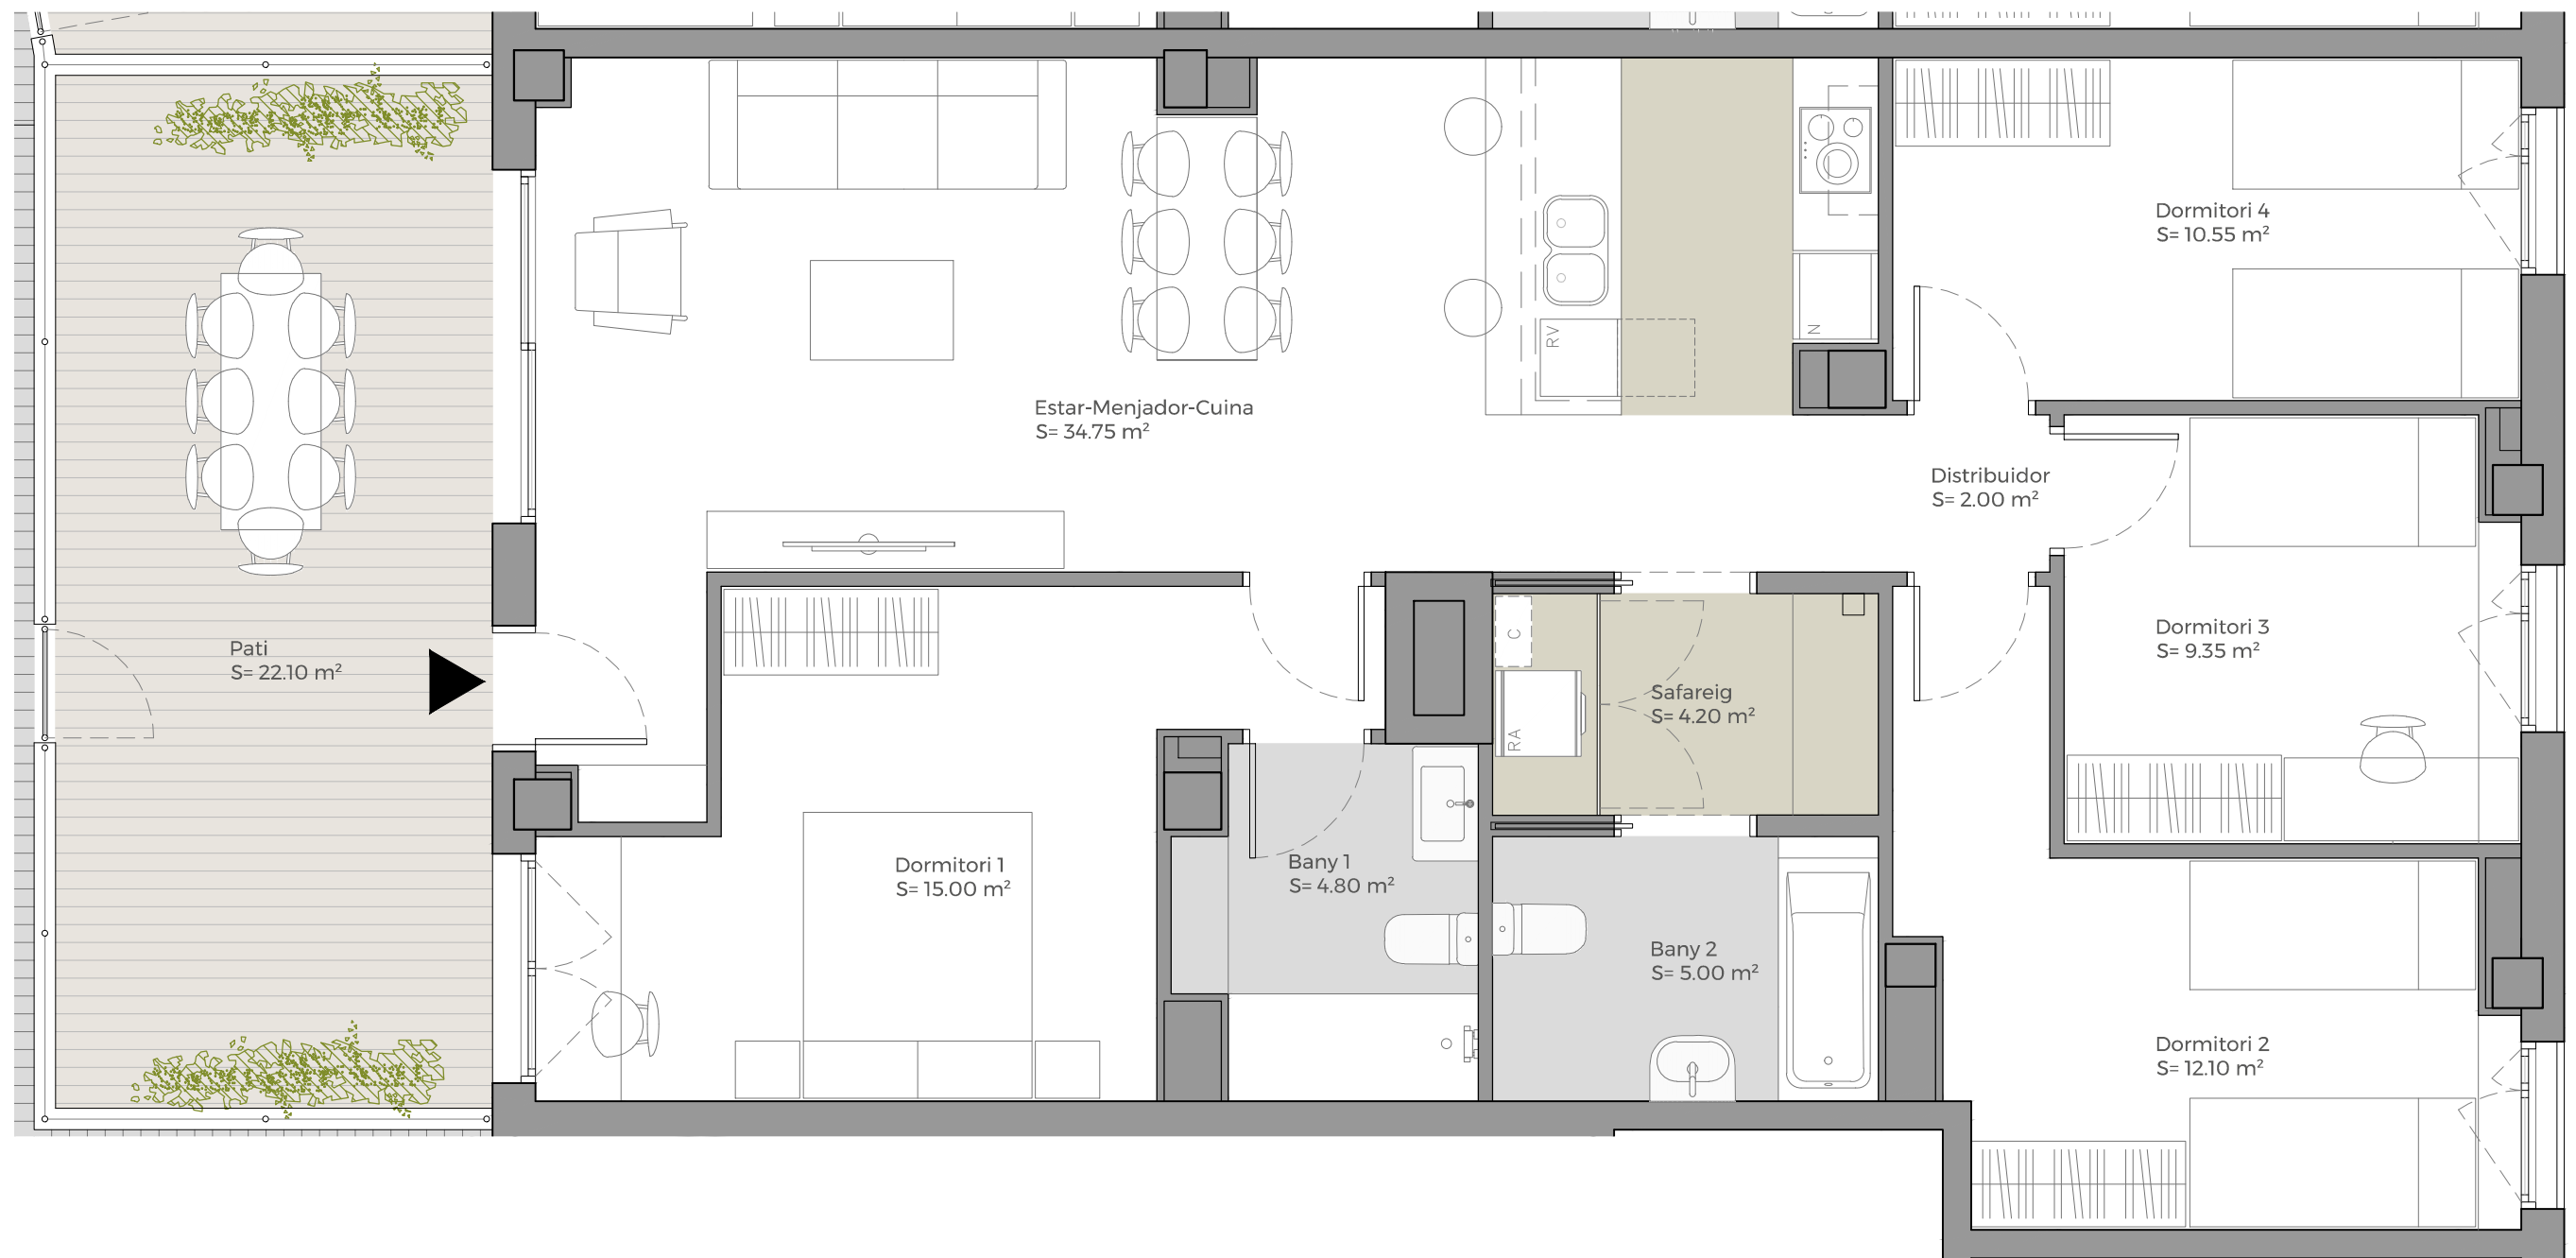 Dormitori 4
S= 10.55 m²
RV
N
Estar-Menjador-Cuina
S= 34.75 m²
Distribuidor
S= 2.00 m²
Pati
S= 22.10 m²
Dormitori 3
S= 9.35 m²
C
RA
Safareig
S= 4.20 m²
Dormitori 1
S= 15.00 m²
Bany 1
S= 4.80 m²
Bany 2
S= 5.00 m²
Dormitori 2
S= 12.10 m²